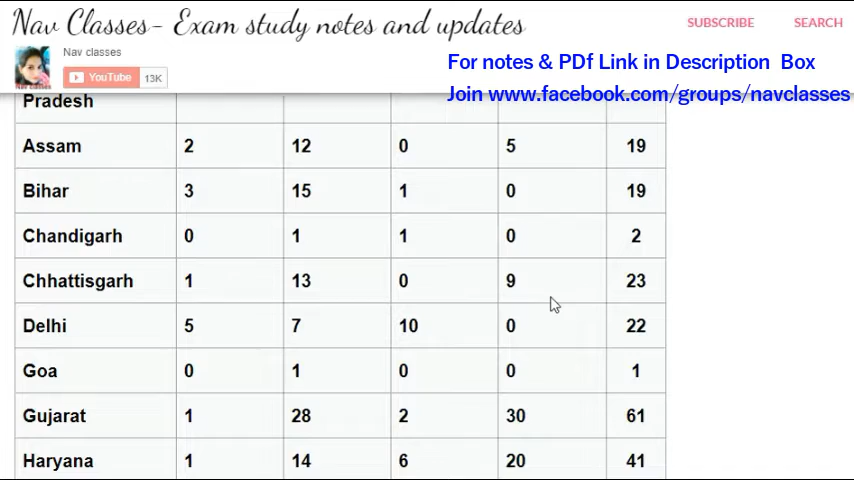 Nav Classes- Exam study notes and updates
SUBSCRIBE SEARCH
Nav classes
YouTube 13K
Nav classes
For notes & PDf Link in Description Box
Join www.facebook.com/groups/navclasses
Pradesh
Assam 2 12 0 5 19
Bihar 3 15 1 0 19
Chandigarh 0 1 1 0 2
Chhattisgarh 1 13 0 9 23
Delhi 5 7 10 0 22
Goa 0 1 0 0 1
Gujarat 1 28 2 30 61
Haryana 1 14 6 20 41